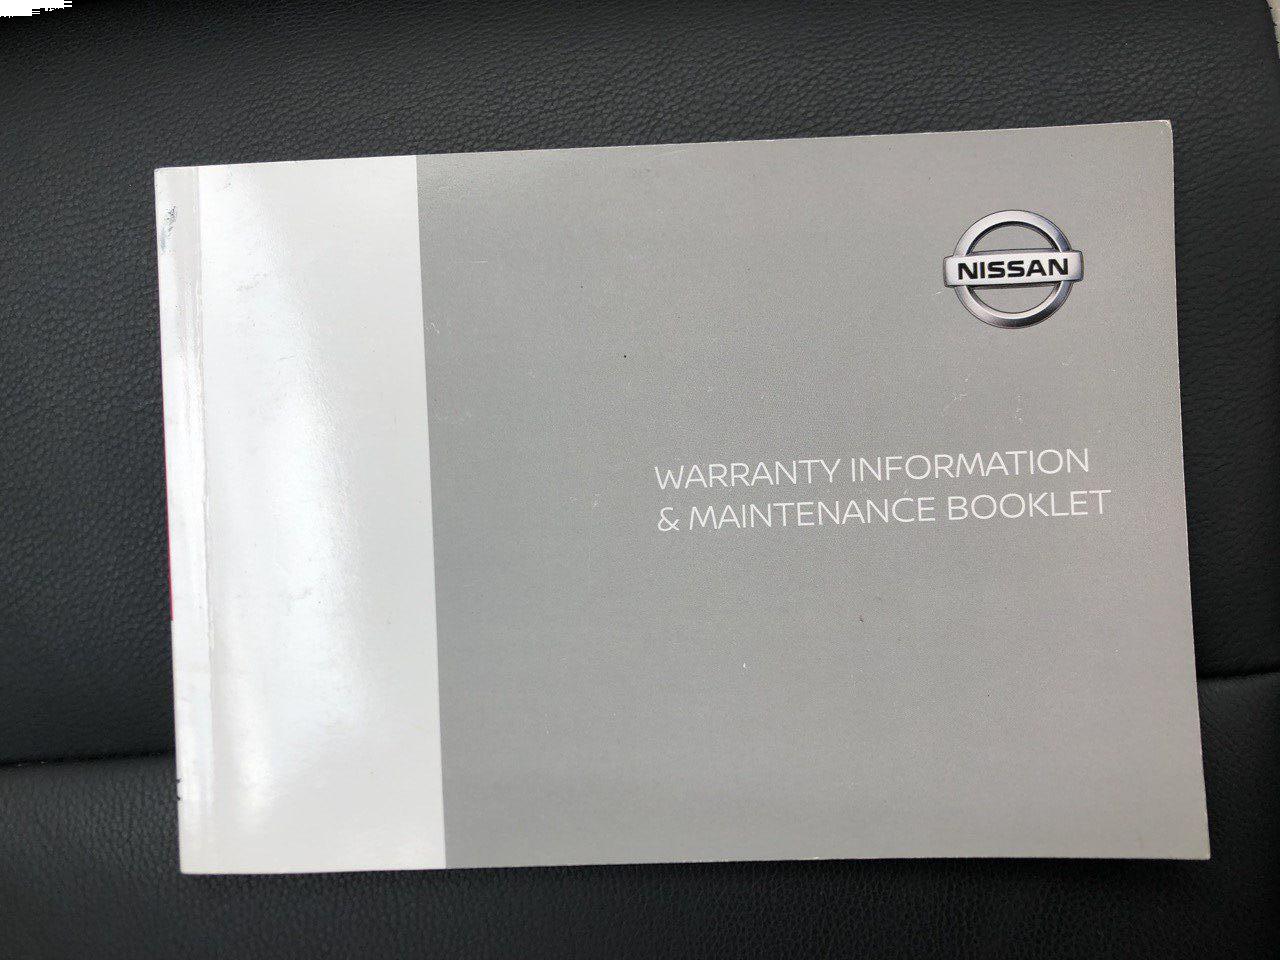 NISSAN
WARRANTY INFORMATION
& MAINTENANCE BOOKLET